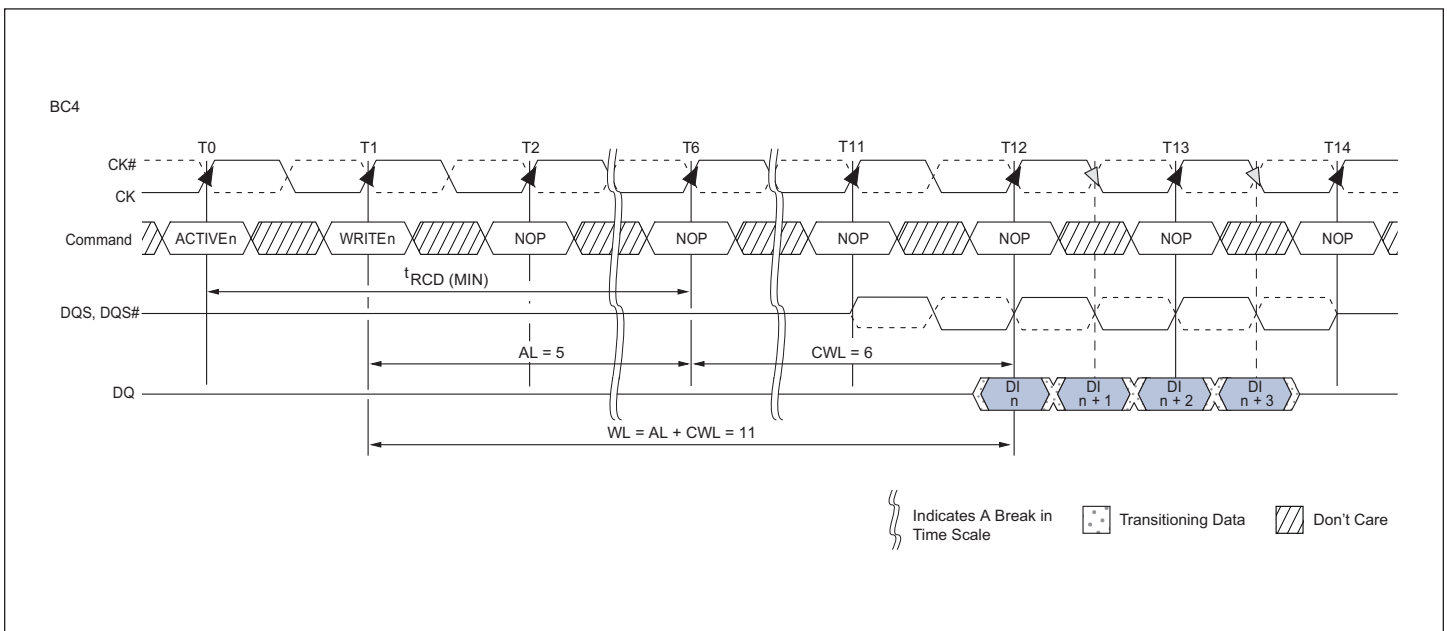 BC4
T0 T1 T2 T6 T11 T12 T13 T14
CK#
CK
Command ACTIVEn WRITEn NOP NOP NOP NOP NOP NOP
tRCD (MIN)
DQS, DQS#
AL = 5 CWL = 6
DQ DI n DI n + 1 DI n + 2 DI n + 3
WL = AL + CWL = 11
Indicates A Break in Transitioning Data Don't Care
Time Scale